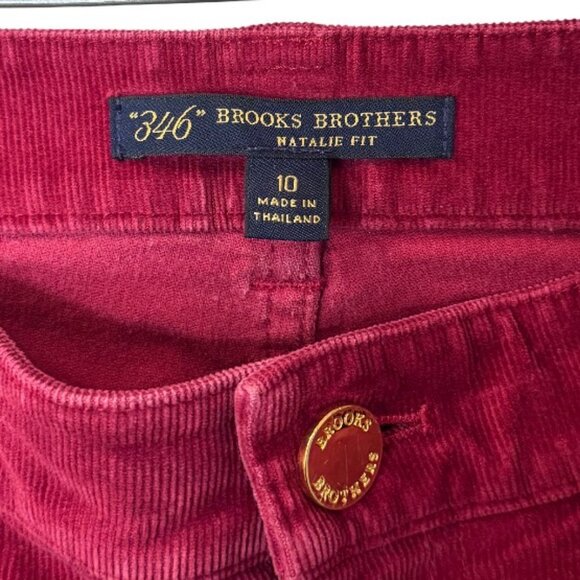 "346" BROOKS BROTHERS
NATALIE FIT
10
MADE IN
THAILAND
BROOKS
BROTHERS